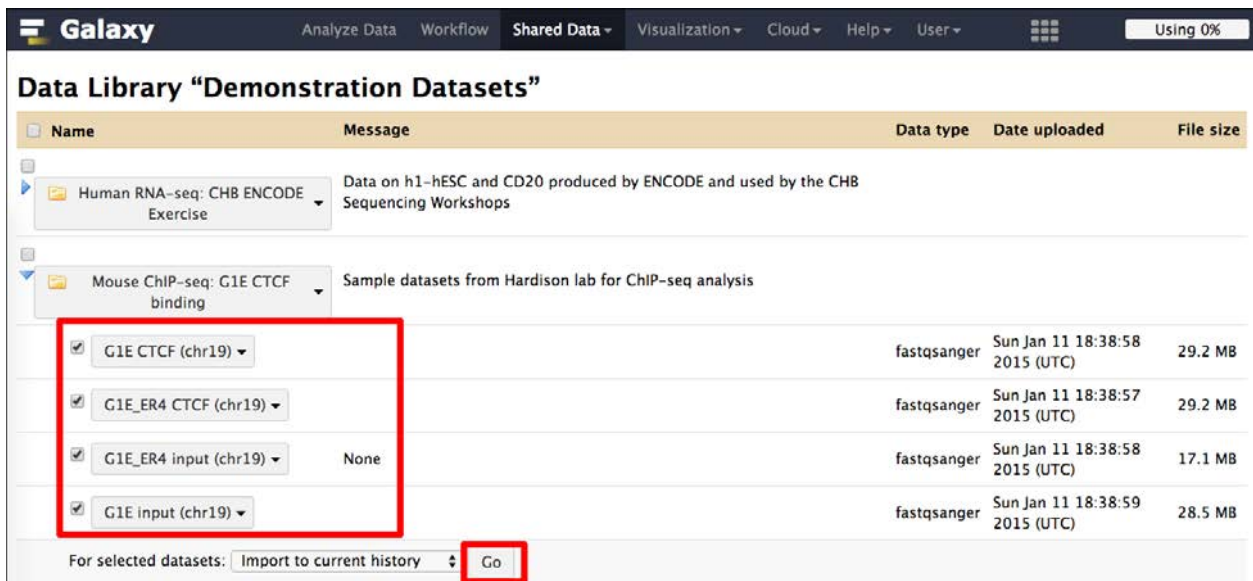 Galaxy Analyze Data Workflow Shared Data Visualization Cloud Help User Using 0%
Data Library “Demonstration Datasets”
Name Message Data type Date uploaded File size
Human RNA-seq: CHB ENCODE
Exercise
Data on h1-hESC and CD20 produced by ENCODE and used by the CHB
Sequencing Workshops
Mouse ChIP-seq: G1E CTCF
binding
Sample datasets from Hardison lab for ChIP-seq analysis
G1E CTCF (chr19) fastqsanger Sun Jan 11 18:38:58
2015 (UTC) 29.2 MB
G1E_ER4 CTCF (chr19) fastqsanger Sun Jan 11 18:38:57
2015 (UTC) 29.2 MB
G1E_ER4 input (chr19) None fastqsanger Sun Jan 11 18:38:58
2015 (UTC) 17.1 MB
G1E input (chr19) fastqsanger Sun Jan 11 18:38:59
2015 (UTC) 28.5 MB
For selected datasets: Import to current history Go